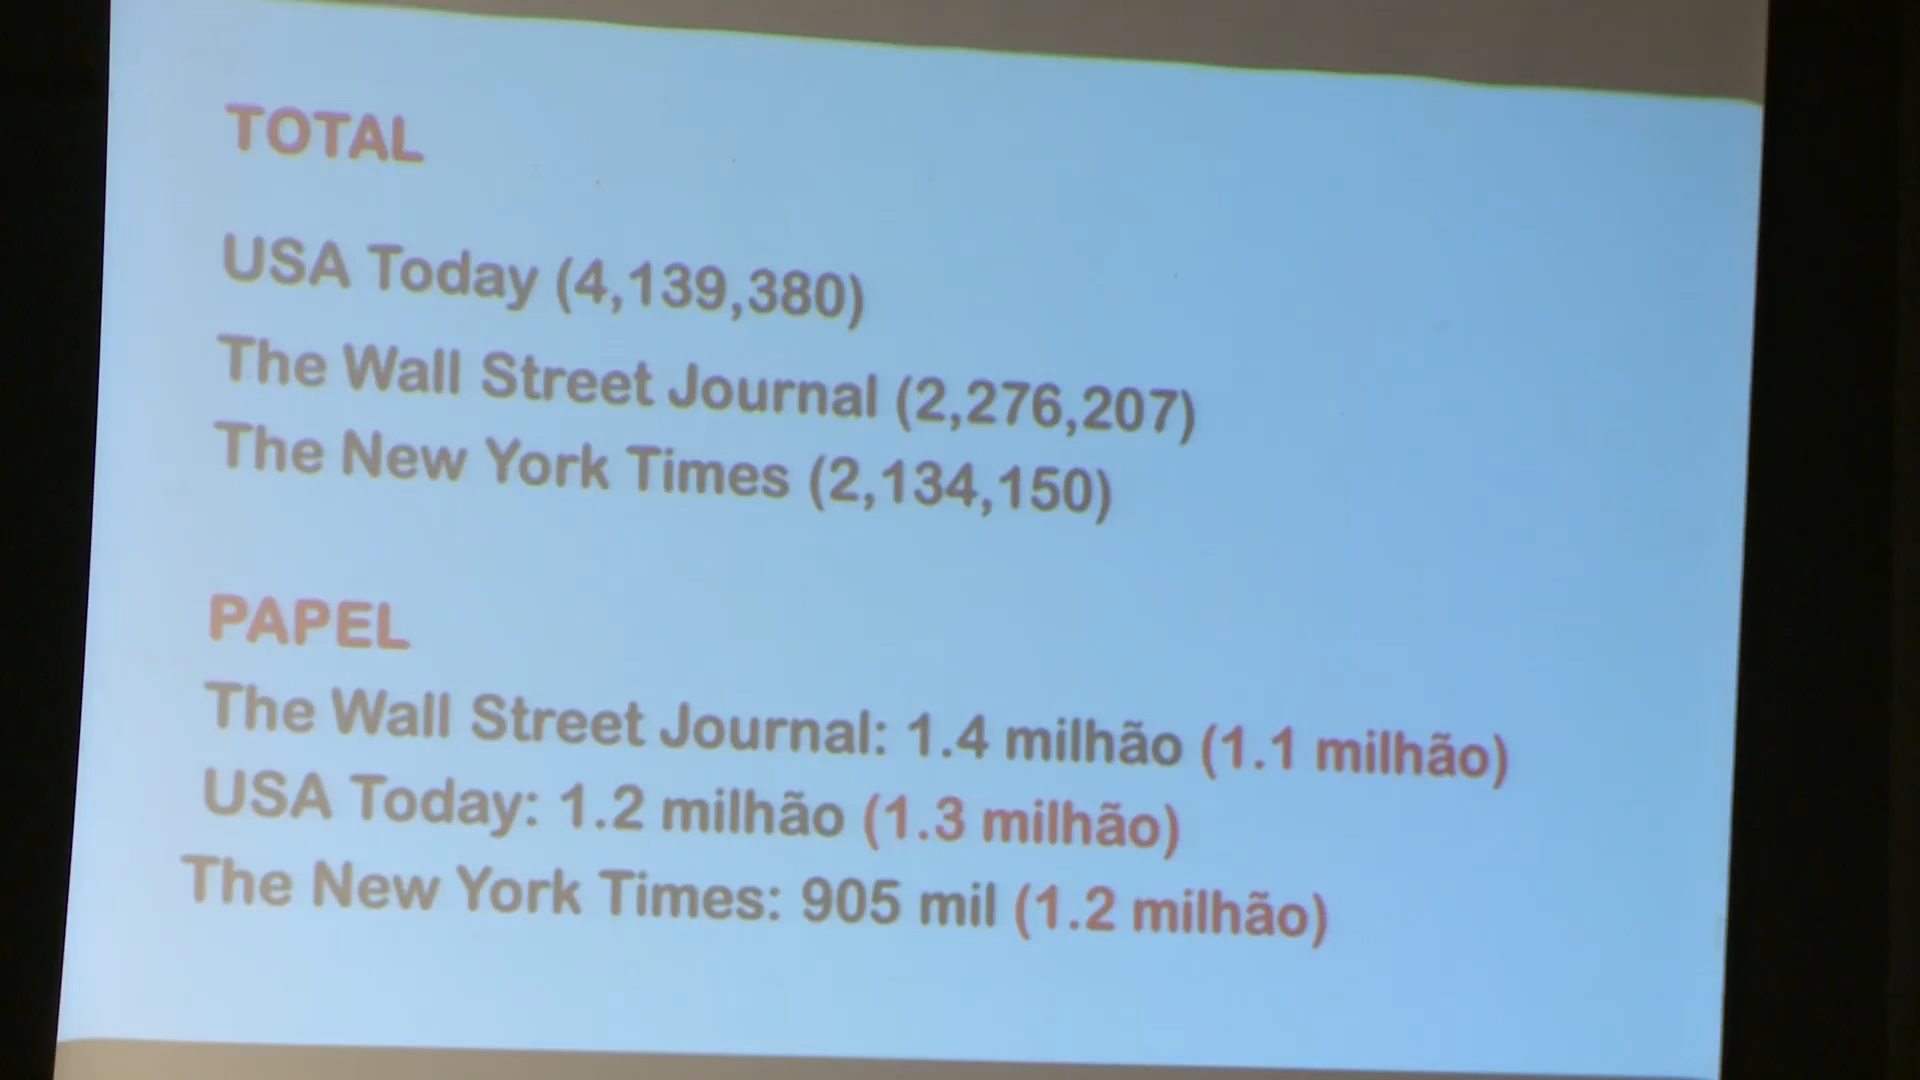 TOTAL
USA Today (4,139,380)
The Wall Street Journal (2,276,207)
The New York Times (2,134,150)
PAPEL
The Wall Street Journal: 1.4 milhão (1.1 milhão)
USA Today: 1.2 milhão (1.3 milhão)
The New York Times: 905 mil (1.2 milhão)